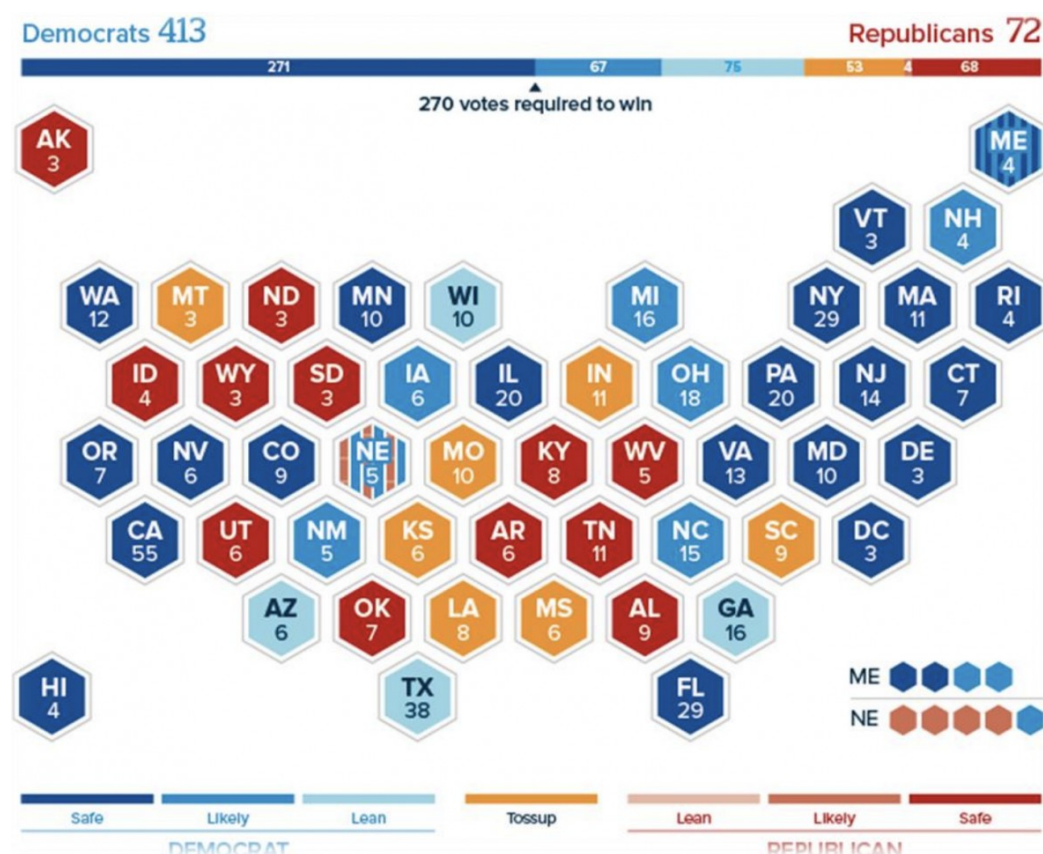 Democrats 413 Republicans 72
271 67 75 53 4 68
270 votes required to win
AK ME
3 4
VT NH
3 4
WA MT ND MN WI MI NY MA RI
12 3 3 10 10 16 29 11 4
ID WY SD IA IL IN OH PA NJ CT
4 3 3 6 20 11 18 20 14 7
OR NV CO NE MO KY WV VA MD DE
7 6 9 5 10 8 5 13 10 3
CA UT NM KS AR TN NC SC DC
55 6 5 6 6 11 15 9 3
AZ OK LA MS AL GA
6 7 8 6 9 16
HI TX FL
4 38 29
ME
NE
Safe Likely Lean Tossup Lean Likely Safe
DEMOCRAT REPUBLICAN